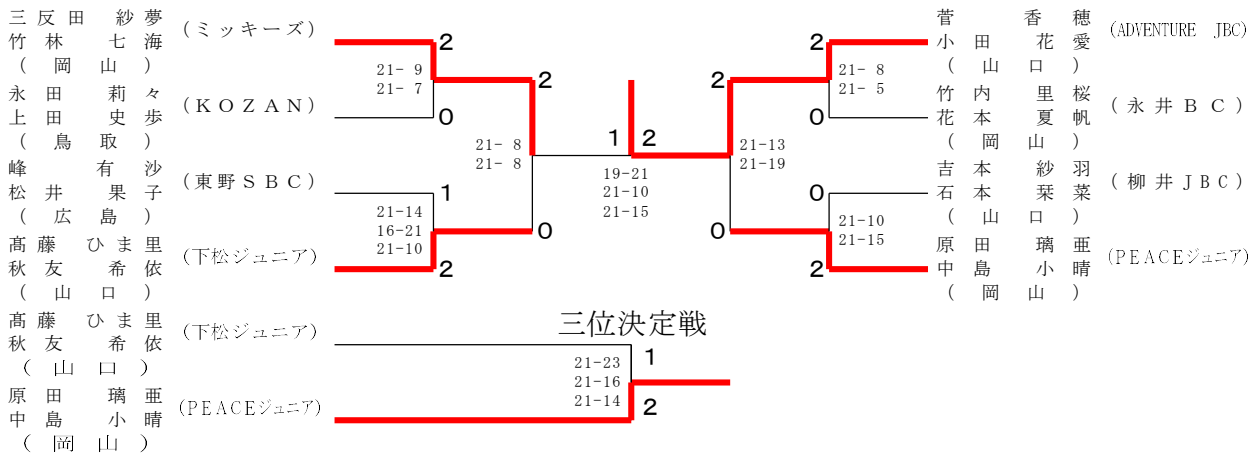 三反田 紗夢
竹林 七海
(岡山)
(ミッキーズ)
永田 莉々
上田 史歩
(鳥取)
(KOZAN)
峰 有沙
松井 果子
(広島)
(東野SBC)
髙藤 ひま里
秋友 希依
(山口)
(下松ジュニア)
2
21- 9
21- 7
0
1
21-14
16-21
21-10
2
2
21- 8
21- 8
0
1 2
19-21
21-10
21-15
2
21-13
21-19
0
2
21- 8
21- 5
0
0
21-10
21-15
2
菅 香穂
小田 花愛
(山口)
(ADVENTURE JBC)
竹内 里桜
花本 夏帆
(岡山)
(永井BC)
吉本 紗羽
石本 栞菜
(山口)
(柳井JBC)
原田 璃亜
中島 小晴
(岡山)
(PEACEジュニア)
三位決定戦
髙藤 ひま里
秋友 希依
(山口)
(下松ジュニア)
原田 璃亜
中島 小晴
(岡山)
(PEACEジュニア)
1
21-23
21-16
21-14
2